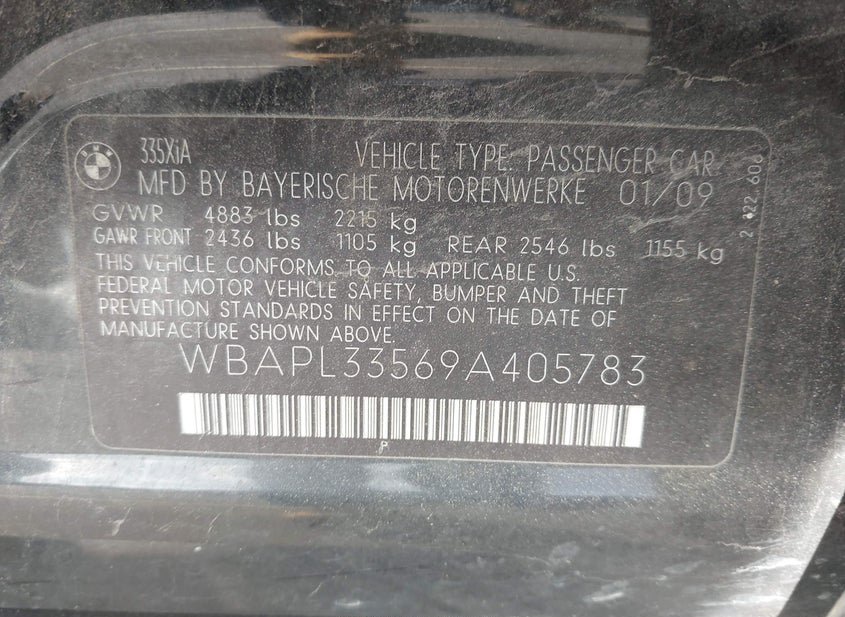 335XiA VEHICLE TYPE: PASSENGER CAR
MFD BY BAYERISCHE MOTORENWERKE 01/09
GVWR 4883 lbs 2215 kg
GAWR FRONT 2436 lbs 1105 kg REAR 2546 lbs 1155 kg
THIS VEHICLE CONFORMS TO ALL APPLICABLE U.S.
FEDERAL MOTOR VEHICLE SAFETY, BUMPER AND THEFT
PREVENTION STANDARDS IN EFFECT ON THE DATE OF
MANUFACTURE SHOWN ABOVE.
WBAPL33569A405783